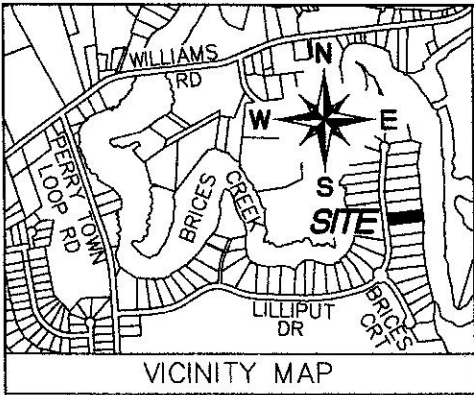 WILLIAMS
RD
N
W
E
S
PERRY TOWN
LOOP RD
BRICES
CREEK
SITE
LILLIPUT
DR
BRICES
CRT
VICINITY MAP